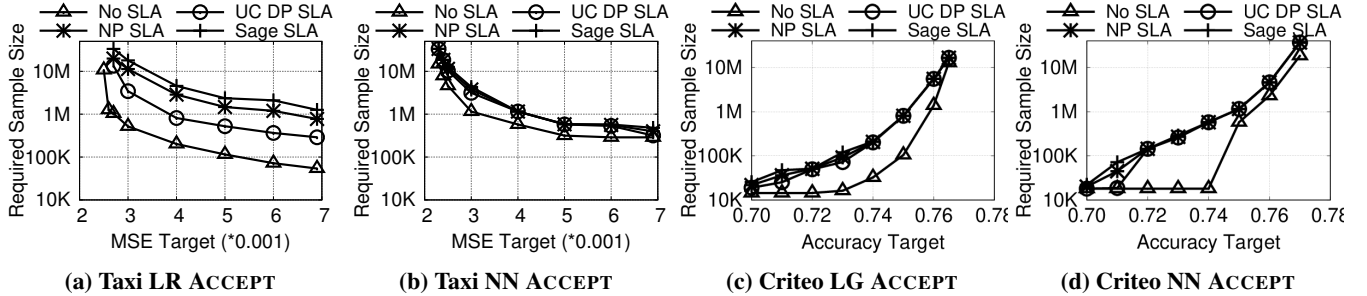 No SLA
NP SLA
UC DP SLA
Sage SLA
Required Sample Size
10M
1M
100K
10K
2 3 4 5 6 7
MSE Target (*0.001)
(a) Taxi LR ACCEPT
No SLA
NP SLA
UC DP SLA
Sage SLA
Required Sample Size
10M
1M
100K
10K
2 3 4 5 6 7
MSE Target (*0.001)
(b) Taxi NN ACCEPT
No SLA
NP SLA
UC DP SLA
Sage SLA
Required Sample Size
10M
1M
100K
10K
0.70 0.72 0.74 0.76 0.78
Accuracy Target
(c) Criteo LG ACCEPT
No SLA
NP SLA
UC DP SLA
Sage SLA
Required Sample Size
10M
1M
100K
10K
0.70 0.72 0.74 0.76 0.78
Accuracy Target
(d) Criteo NN ACCEPT